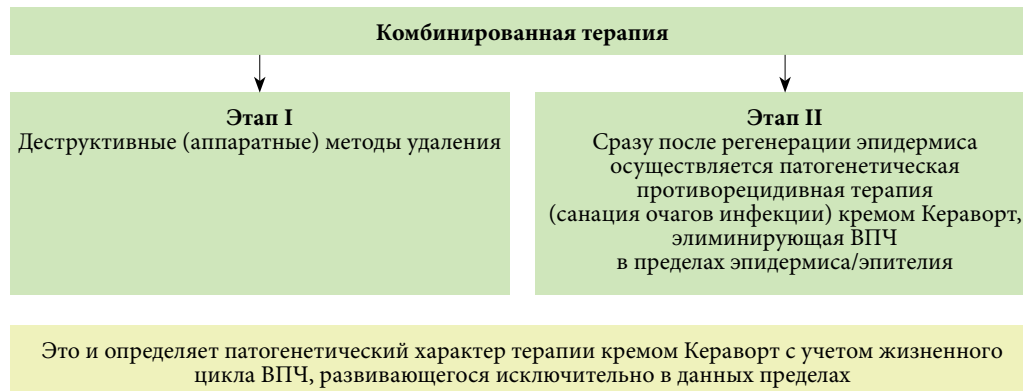 Комбинированная терапия
Этап I
Деструктивные (аппаратные) методы удаления
Этап II
Сразу после регенерации эпидермиса
осуществляется патогенетическая
противорецидивная терапия
(санация очагов инфекции) кремом Кераворт,
элиминирующая ВПЧ
в пределах эпидермиса/эпителия
Это и определяет патогенетический характер терапии кремом Кераворт с учетом жизненного
цикла ВПЧ, развивающегося исключительно в данных пределах